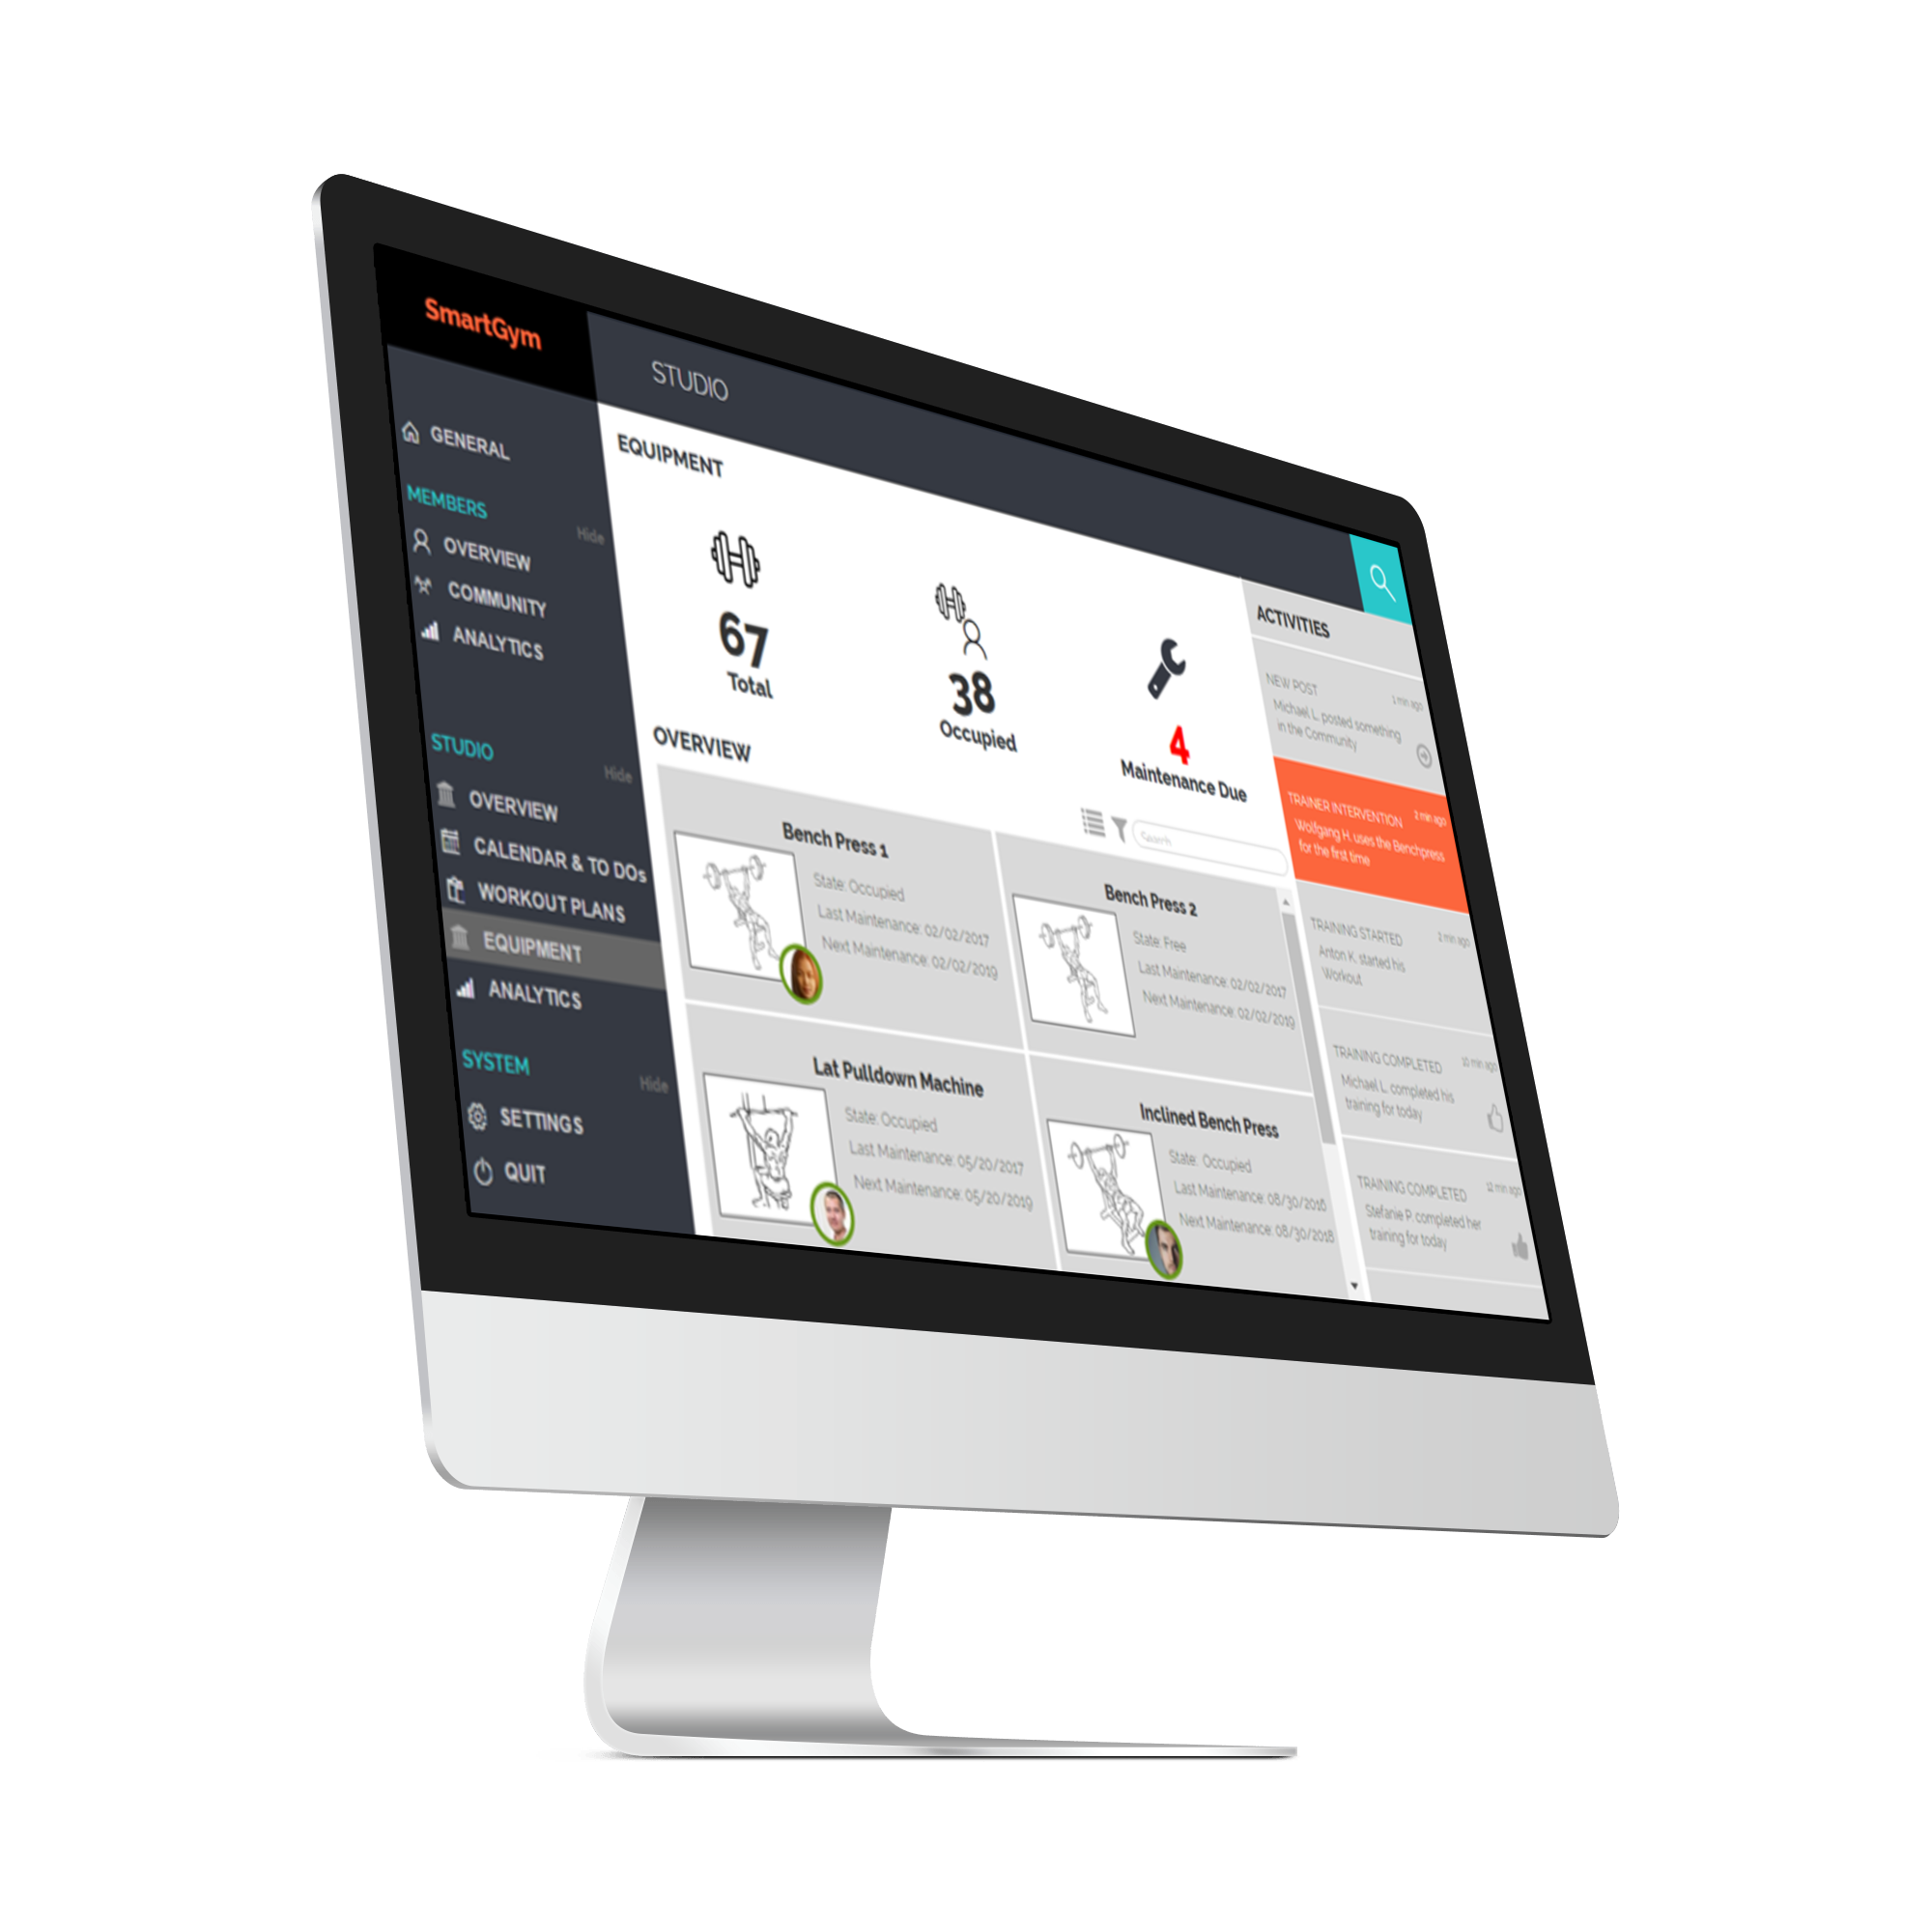 SmartGym
STUDIO
GENERAL
MEMBERS
Hide
OVERVIEW
COMMUNITY
ANALYTICS
STUDIO
Hide
OVERVIEW
CALENDAR & TO DOs
WORKOUT PLANS
EQUIPMENT
ANALYTICS
SYSTEM
Hide
SETTINGS
QUIT
EQUIPMENT
67
Total
38
Occupied
4
Maintenance Due
OVERVIEW
Search
Bench Press 1
State: Occupied
Last Maintenance: 02/02/2017
Next Maintenance: 02/02/2019
Bench Press 2
State: Free
Last Maintenance: 02/02/2017
Next Maintenance: 02/02/2019
Lat Pulldown Machine
State: Occupied
Last Maintenance: 05/20/2017
Next Maintenance: 05/20/2019
Inclined Bench Press
State: Occupied
Last Maintenance: 08/30/2016
Next Maintenance: 08/30/2018
ACTIVITIES
NEW POST
1 min ago
Michael L. posted something
in the Community
TRAINER INTERVENTION
2 min ago
Wolfgang H. uses the Benchpress
for the first time
TRAINING STARTED
2 min ago
Anton K. started his
Workout
TRAINING COMPLETED
10 min ago
Michael L. completed his
training for today
TRAINING COMPLETED
12 min ago
Stefanie P. completed her
training for today